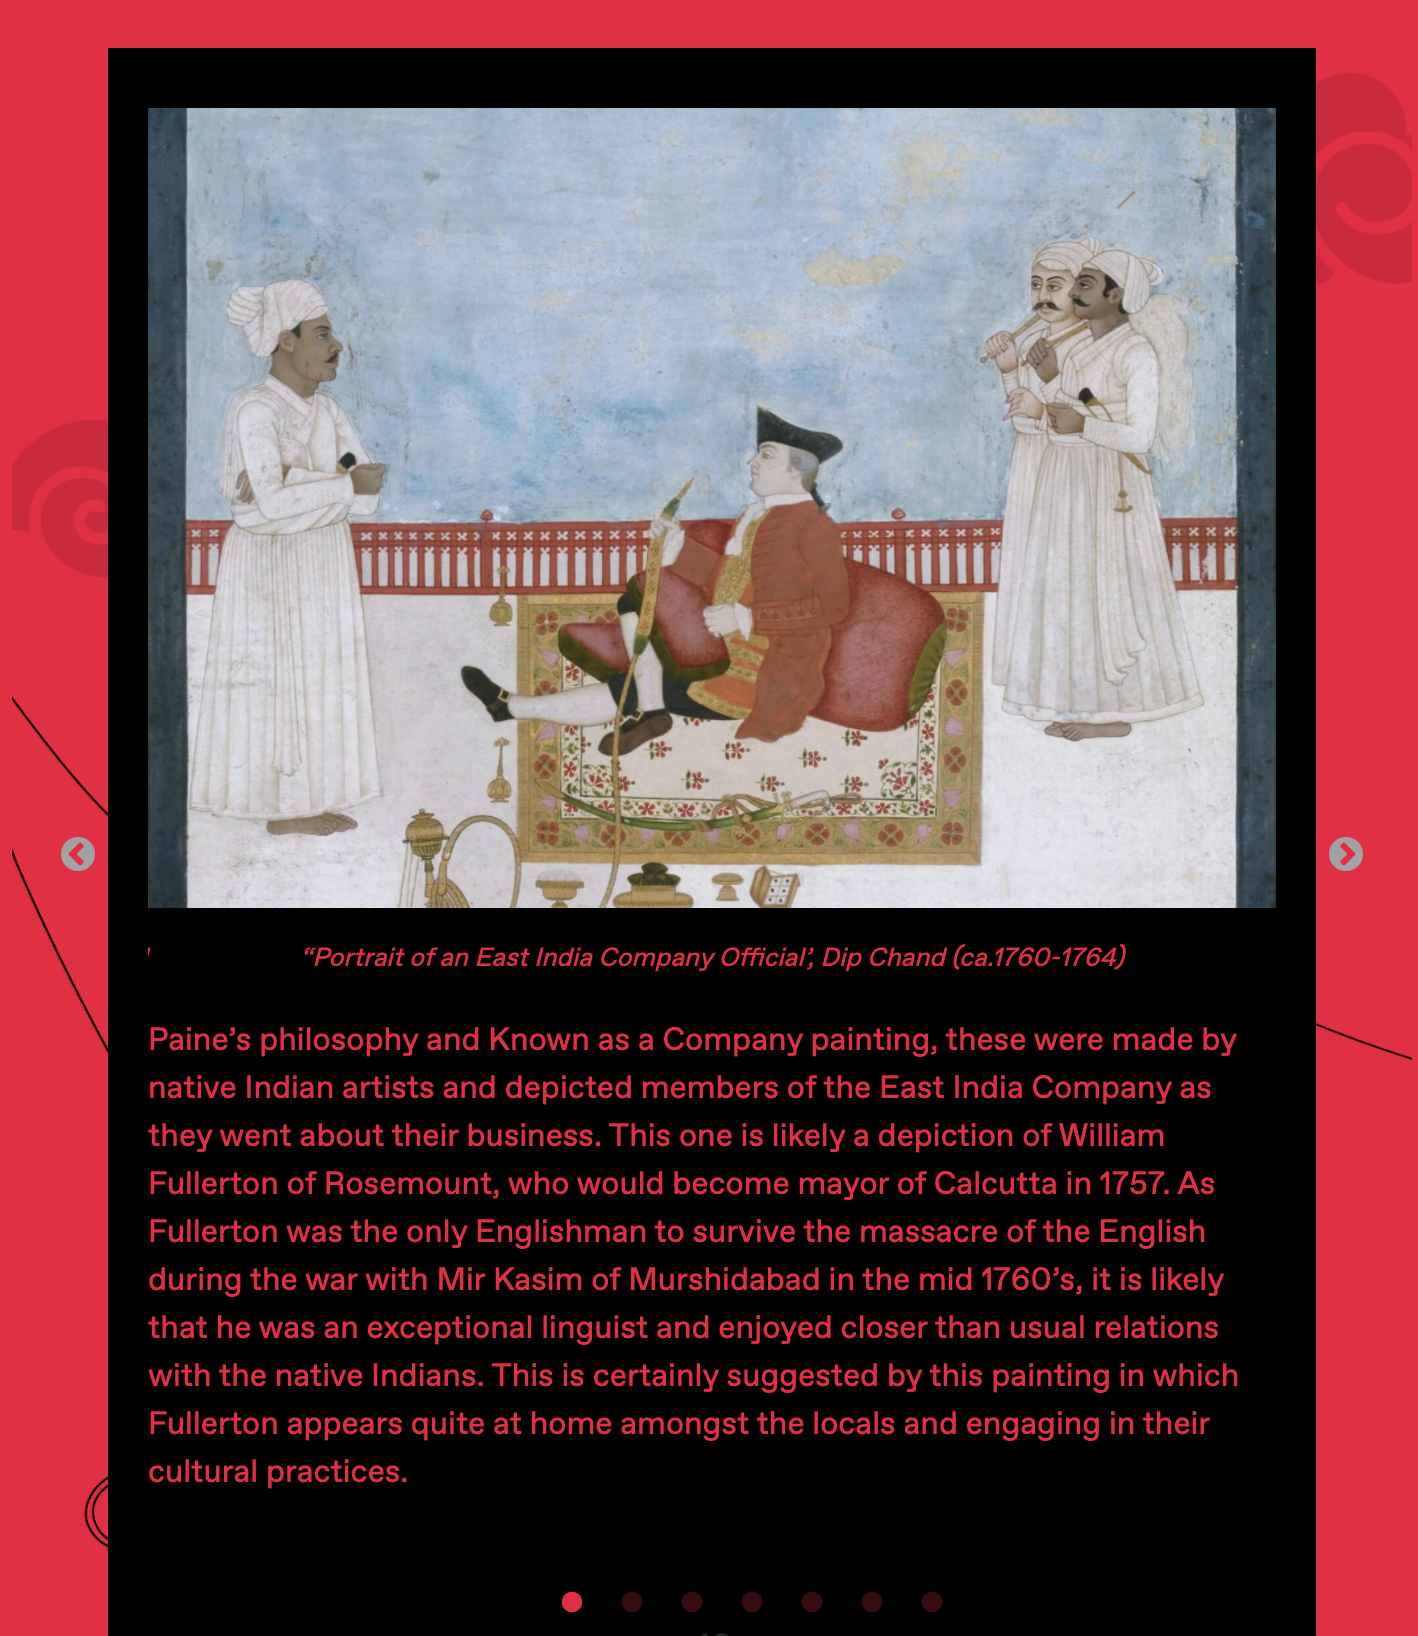 “Portrait of an East India Company Official’, Dip Chand (ca.1760-1764)
Paine’s philosophy and Known as a Company painting, these were made by
native Indian artists and depicted members of the East India Company as
they went about their business. This one is likely a depiction of William
Fullerton of Rosemount, who would become mayor of Calcutta in 1757. As
Fullerton was the only Englishman to survive the massacre of the English
during the war with Mir Kasim of Murshidabad in the mid 1760’s, it is likely
that he was an exceptional linguist and enjoyed closer than usual relations
with the native Indians. This is certainly suggested by this painting in which
Fullerton appears quite at home amongst the locals and engaging in their
cultural practices.